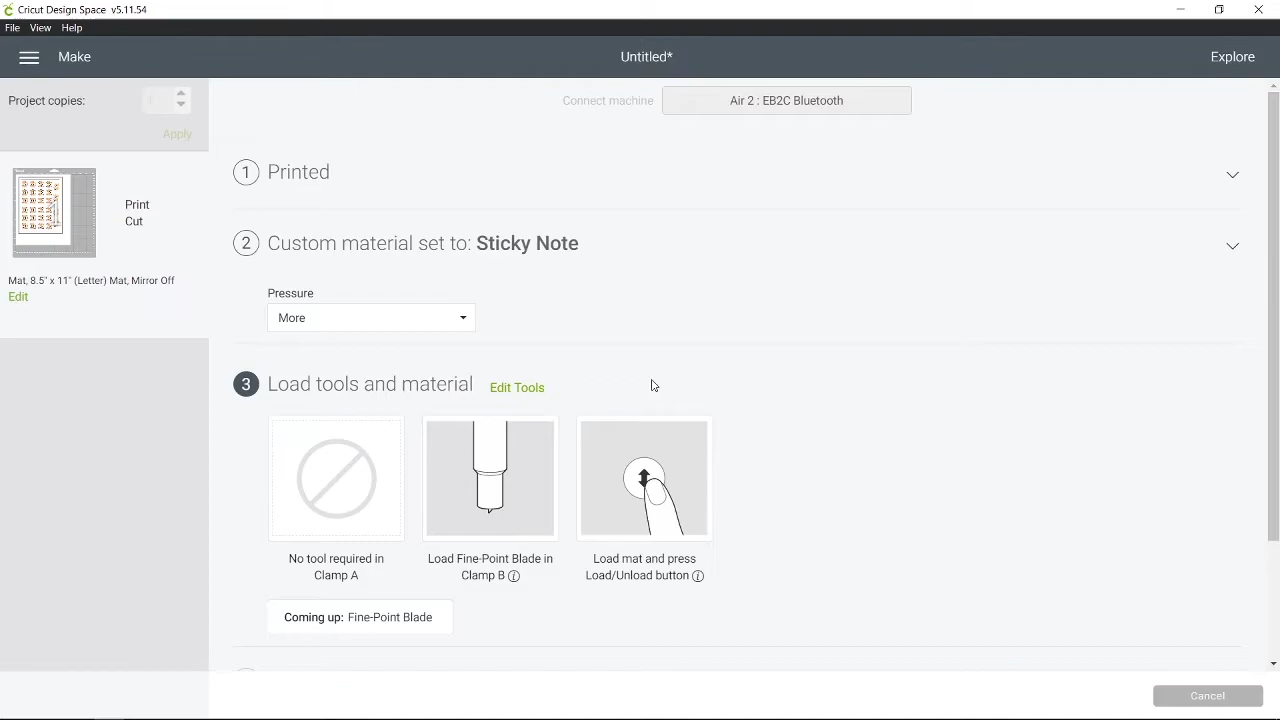 Cricut Design Space v5.11.54
File View Help
Make
Untitled*
Explore
Project copies:
Apply
Print
Cut
Mat, 8.5" x 11" (Letter) Mat, Mirror Off
Edit
Connect machine
Air 2 : EB2C Bluetooth
1 Printed
2 Custom material set to: Sticky Note
Pressure
More
3 Load tools and material Edit Tools
No tool required in
Clamp A
Load Fine-Point Blade in
Clamp B
Load mat and press
Load/Unload button
Coming up: Fine-Point Blade
Cancel